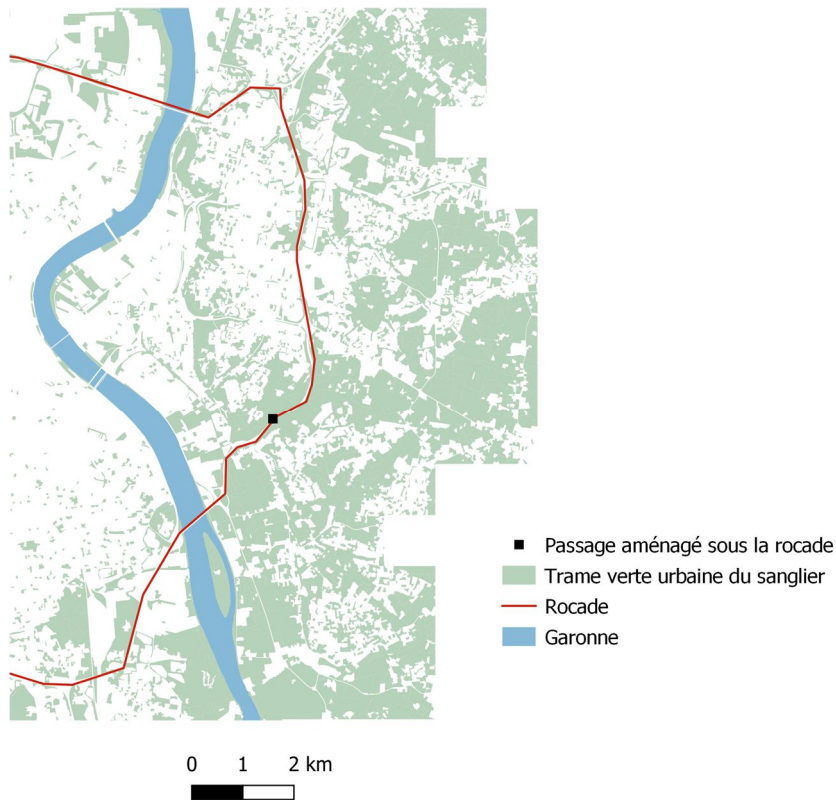 Passage aménagé sous la rocade
Trame verte urbaine du sanglier
Rocade
Garonne
0 1 2 km